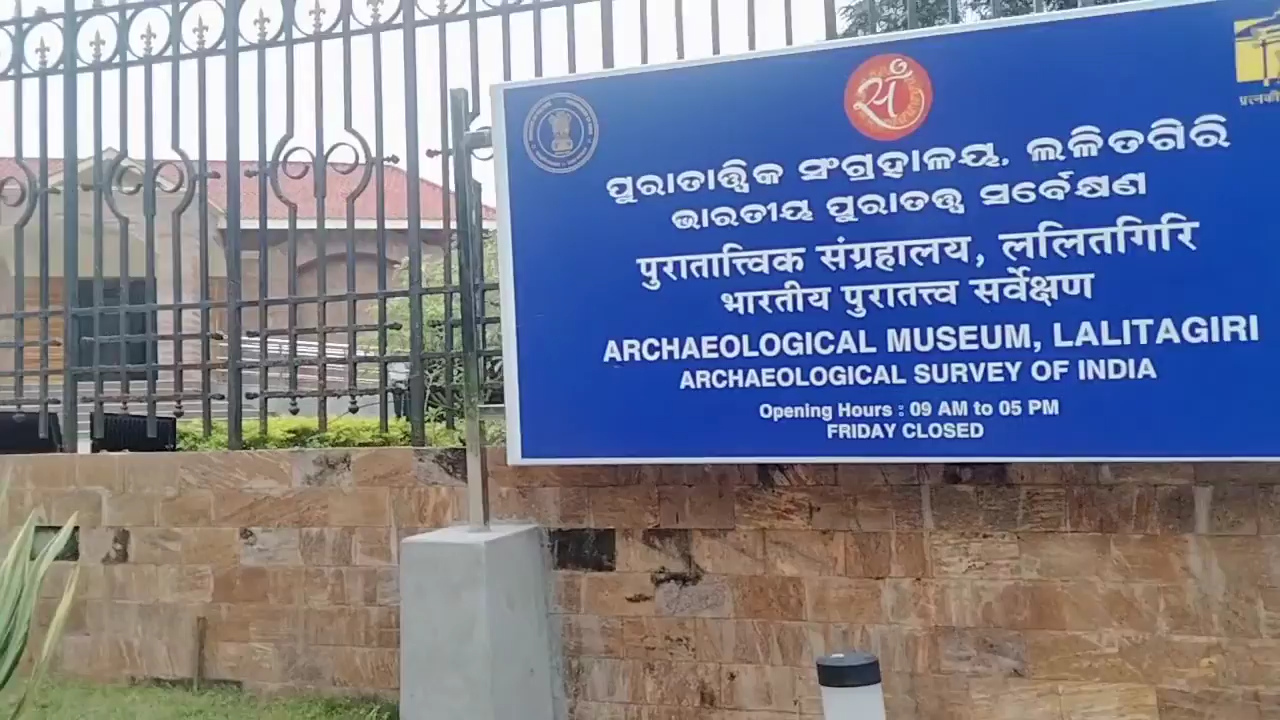 सं
ପୁରାତାତ୍ତ୍ୱିକ ସଂଗ୍ରହାଳୟ, ଲଳିତଗିରି
ଭାରତୀୟ ପୁରାତତ୍ତ୍ୱ ସର୍ବେକ୍ଷଣ
पुरातात्त्विक संग्रहालय, ललितगिरि
भारतीय पुरातत्त्व सर्वेक्षण
ARCHAEOLOGICAL MUSEUM, LALITAGIRI
ARCHAEOLOGICAL SURVEY OF INDIA
Opening Hours : 09 AM to 05 PM
FRIDAY CLOSED